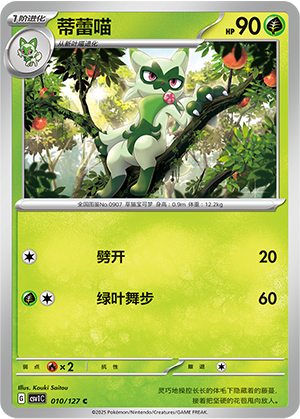 1阶进化
蒂蕾喵
HP 90
从新叶喵进化
全国图鉴No.0907 草猫宝可梦 身高：0.9m 体重：12.2kg
劈开 20
绿叶舞步 60
弱点 ×2 抗性 撤退
Illus. Kouki Saitou
G CSV1C 010/127 C
灵巧地操控长长的体毛下隐藏着的藤蔓，
接着把坚硬的花苞甩向敌人。
©2025 Pokémon/Nintendo/Creatures/GAME FREAK.